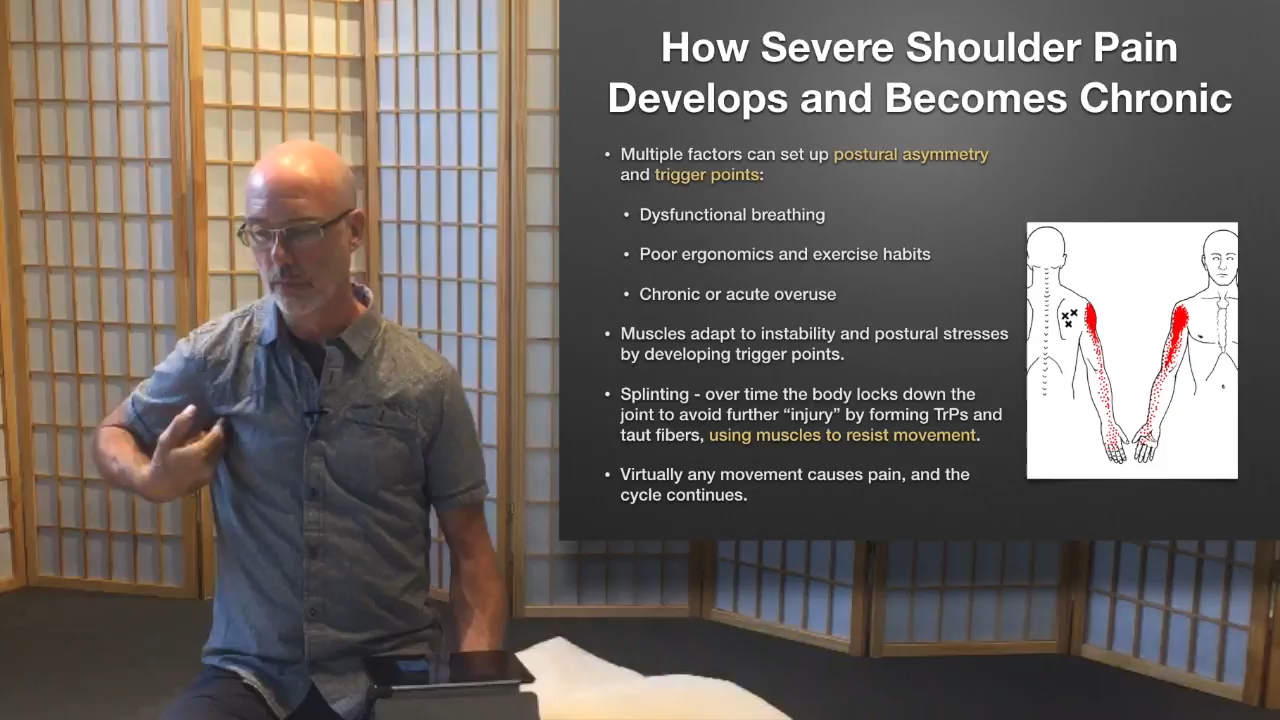 How Severe Shoulder Pain
Develops and Becomes Chronic
• Multiple factors can set up postural asymmetry
and trigger points:
• Dysfunctional breathing
• Poor ergonomics and exercise habits
• Chronic or acute overuse
• Muscles adapt to instability and postural stresses
by developing trigger points.
• Splinting - over time the body locks down the
joint to avoid further “injury” by forming TrPs and
taut fibers, using muscles to resist movement.
• Virtually any movement causes pain, and the
cycle continues.